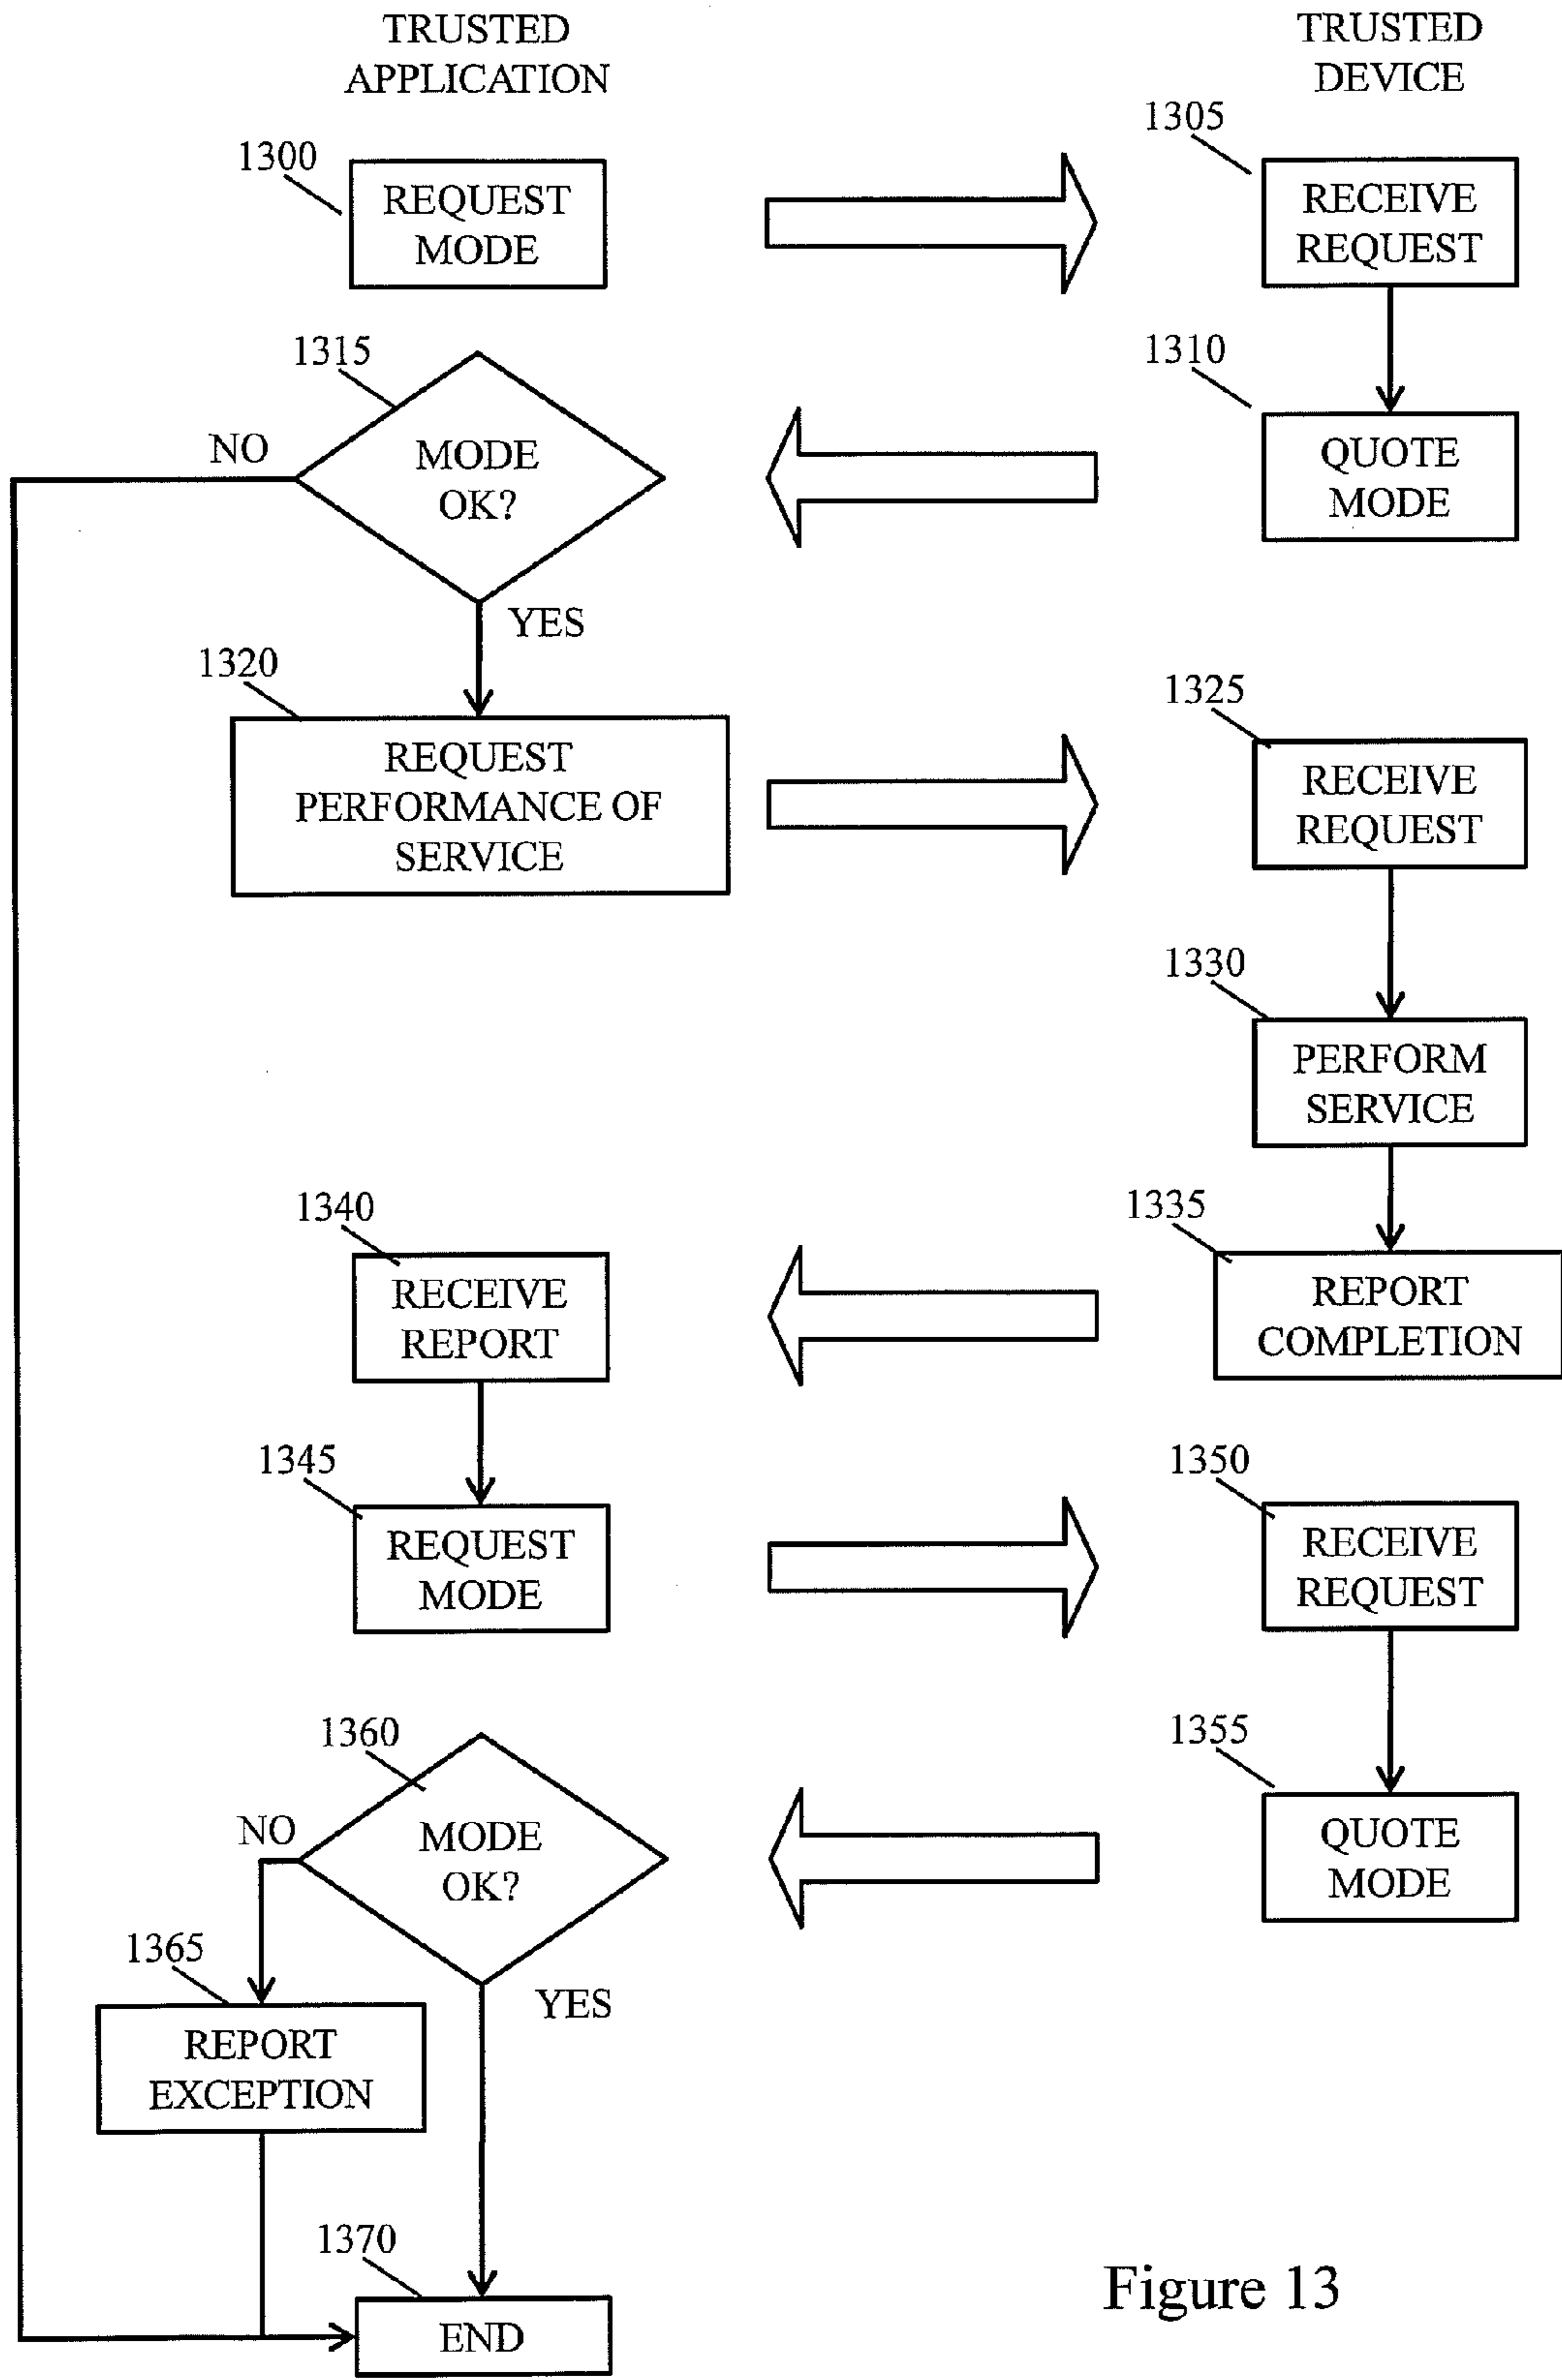 TRUSTED
APPLICATION
TRUSTED
DEVICE
1300
REQUEST
MODE
1305
RECEIVE
REQUEST
1310
QUOTE
MODE
1315
MODE
OK?
NO
YES
1320
REQUEST
PERFORMANCE OF
SERVICE
1325
RECEIVE
REQUEST
1330
PERFORM
SERVICE
1335
REPORT
COMPLETION
1340
RECEIVE
REPORT
1345
REQUEST
MODE
1350
RECEIVE
REQUEST
1355
QUOTE
MODE
1360
MODE
OK?
NO
YES
1365
REPORT
EXCEPTION
1370
END
Figure 13